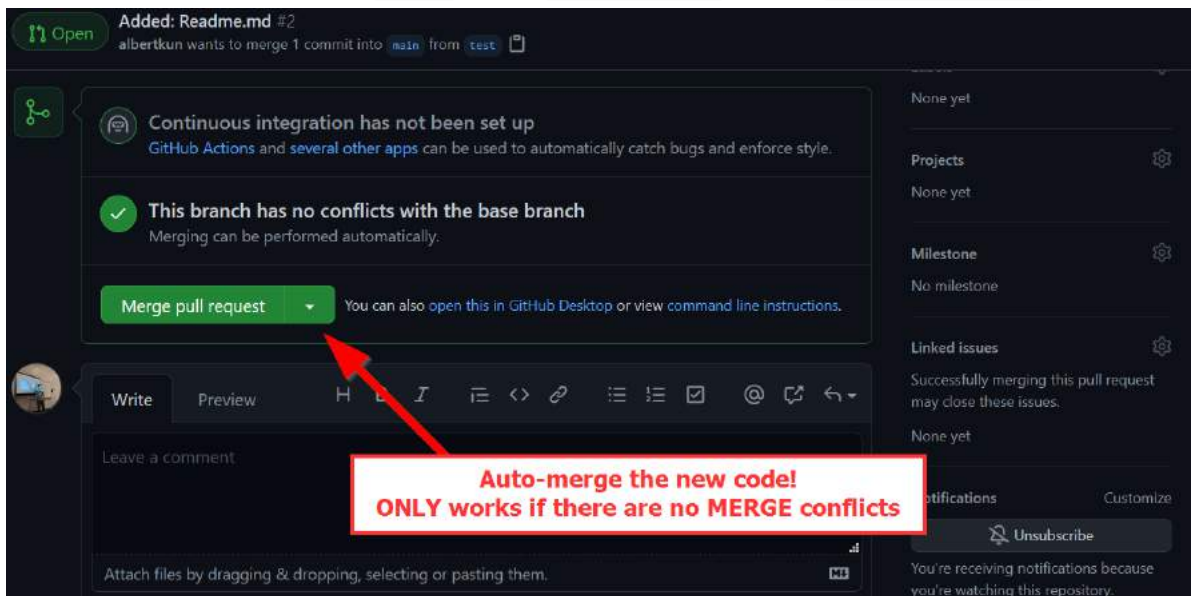 Open
Added: Readme.md #2
albertkun wants to merge 1 commit into main from test
Continuous integration has not been set up
GitHub Actions and several other apps can be used to automatically catch bugs and enforce style.
This branch has no conflicts with the base branch
Merging can be performed automatically.
Merge pull request
You can also open this in GitHub Desktop or view command line instructions.
Write
Preview
Leave a comment
Auto-merge the new code!
ONLY works if there are no MERGE conflicts
Attach files by dragging & dropping, selecting or pasting them.
None yet
Projects
None yet
Milestone
No milestone
Linked issues
Successfully merging this pull request
may close these issues.
None yet
Customize
Unsubscribe
You're receiving notifications because
you're watching this repository.